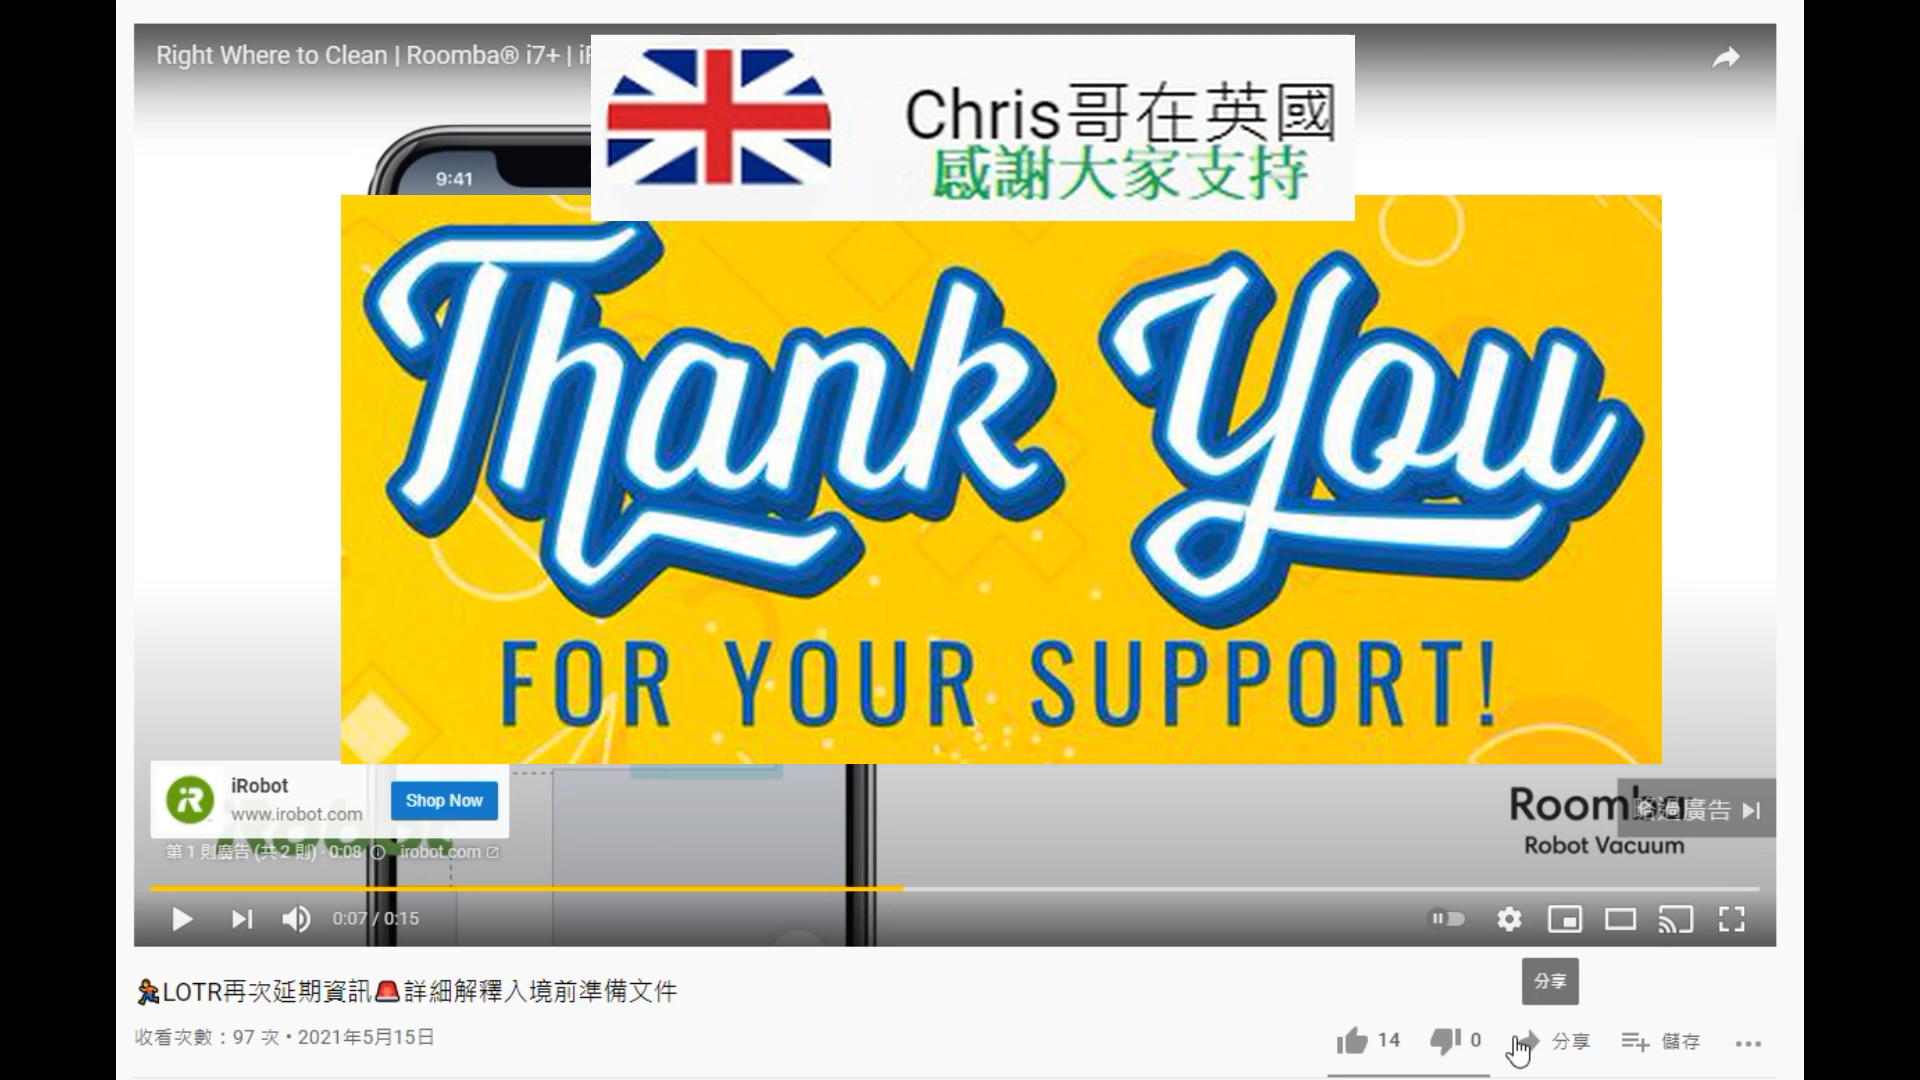 Right Where to Clean | Roomba® i7+ |
Chris哥在英國
感謝大家支持
9:41
Thank You
FOR YOUR SUPPORT!
iRobot
www.irobot.com
Shop Now
Roomba
略過廣告
Robot Vacuum
第 1 則廣告 (共 2 則) · 0:08 irobot.com
0:07 / 0:15
LOTR再次延期資訊🚨詳細解釋入境前準備文件
分享
收看次數：97 次 • 2021年5月15日
14 0 分享 儲存